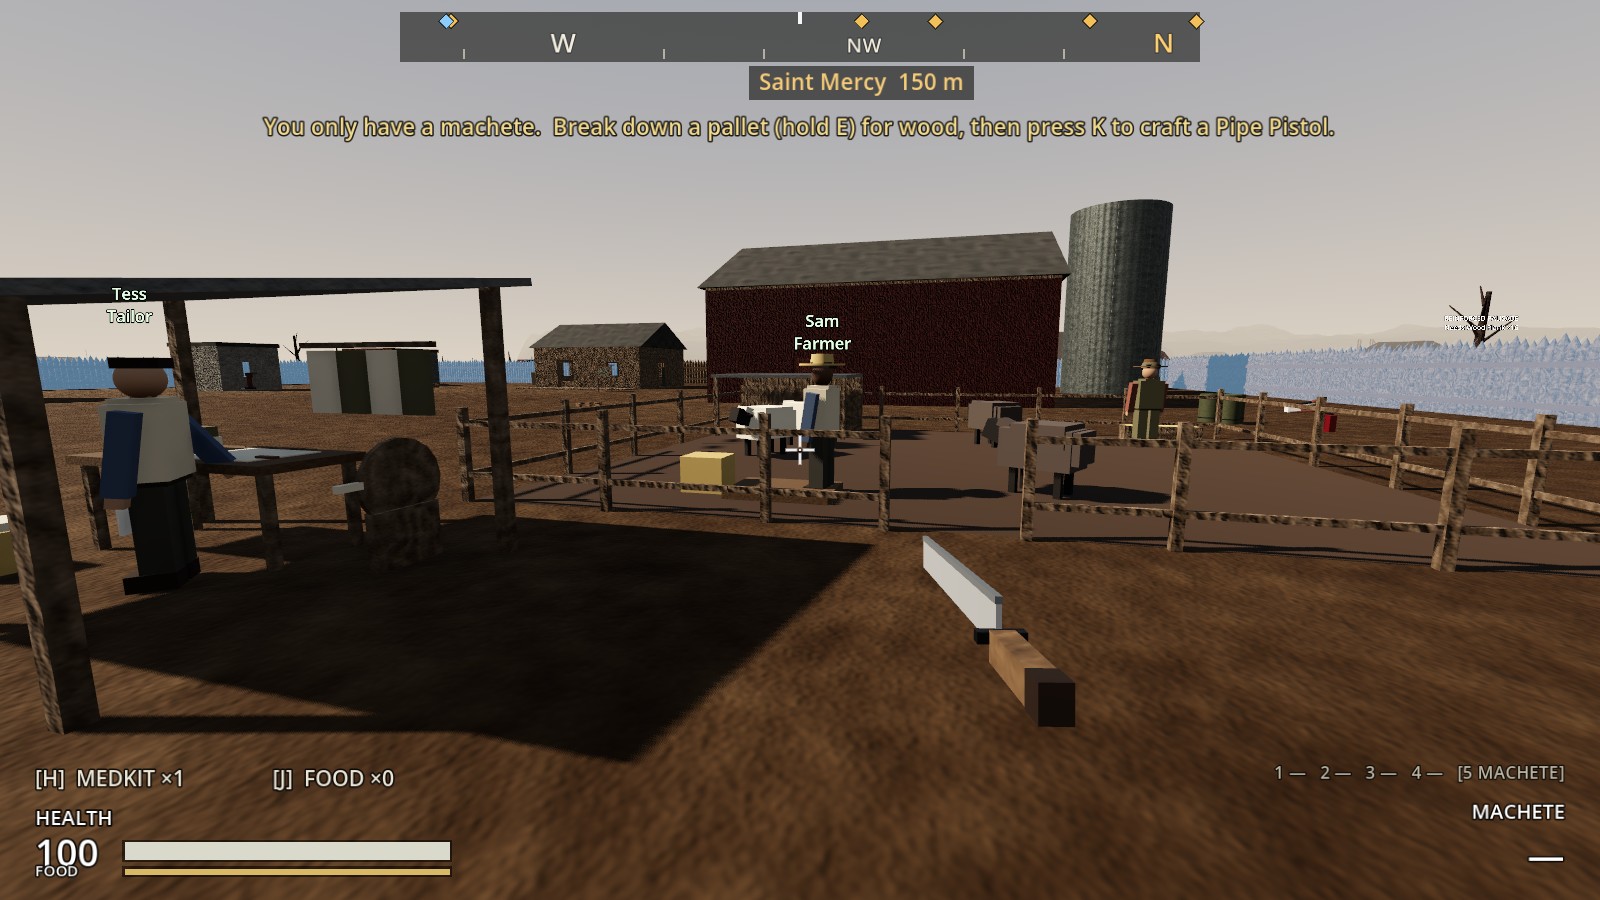 W NW N
Saint Mercy 150 m
You only have a machete. Break down a pallet (hold E) for wood, then press K to craft a Pipe Pistol.
Tess
Tailor
Sam
Farmer
[H] MEDKIT ×1 [J] FOOD ×0
1 — 2 — 3 — 4 — [5 MACHETE]
HEALTH
MACHETE
100
FOOD